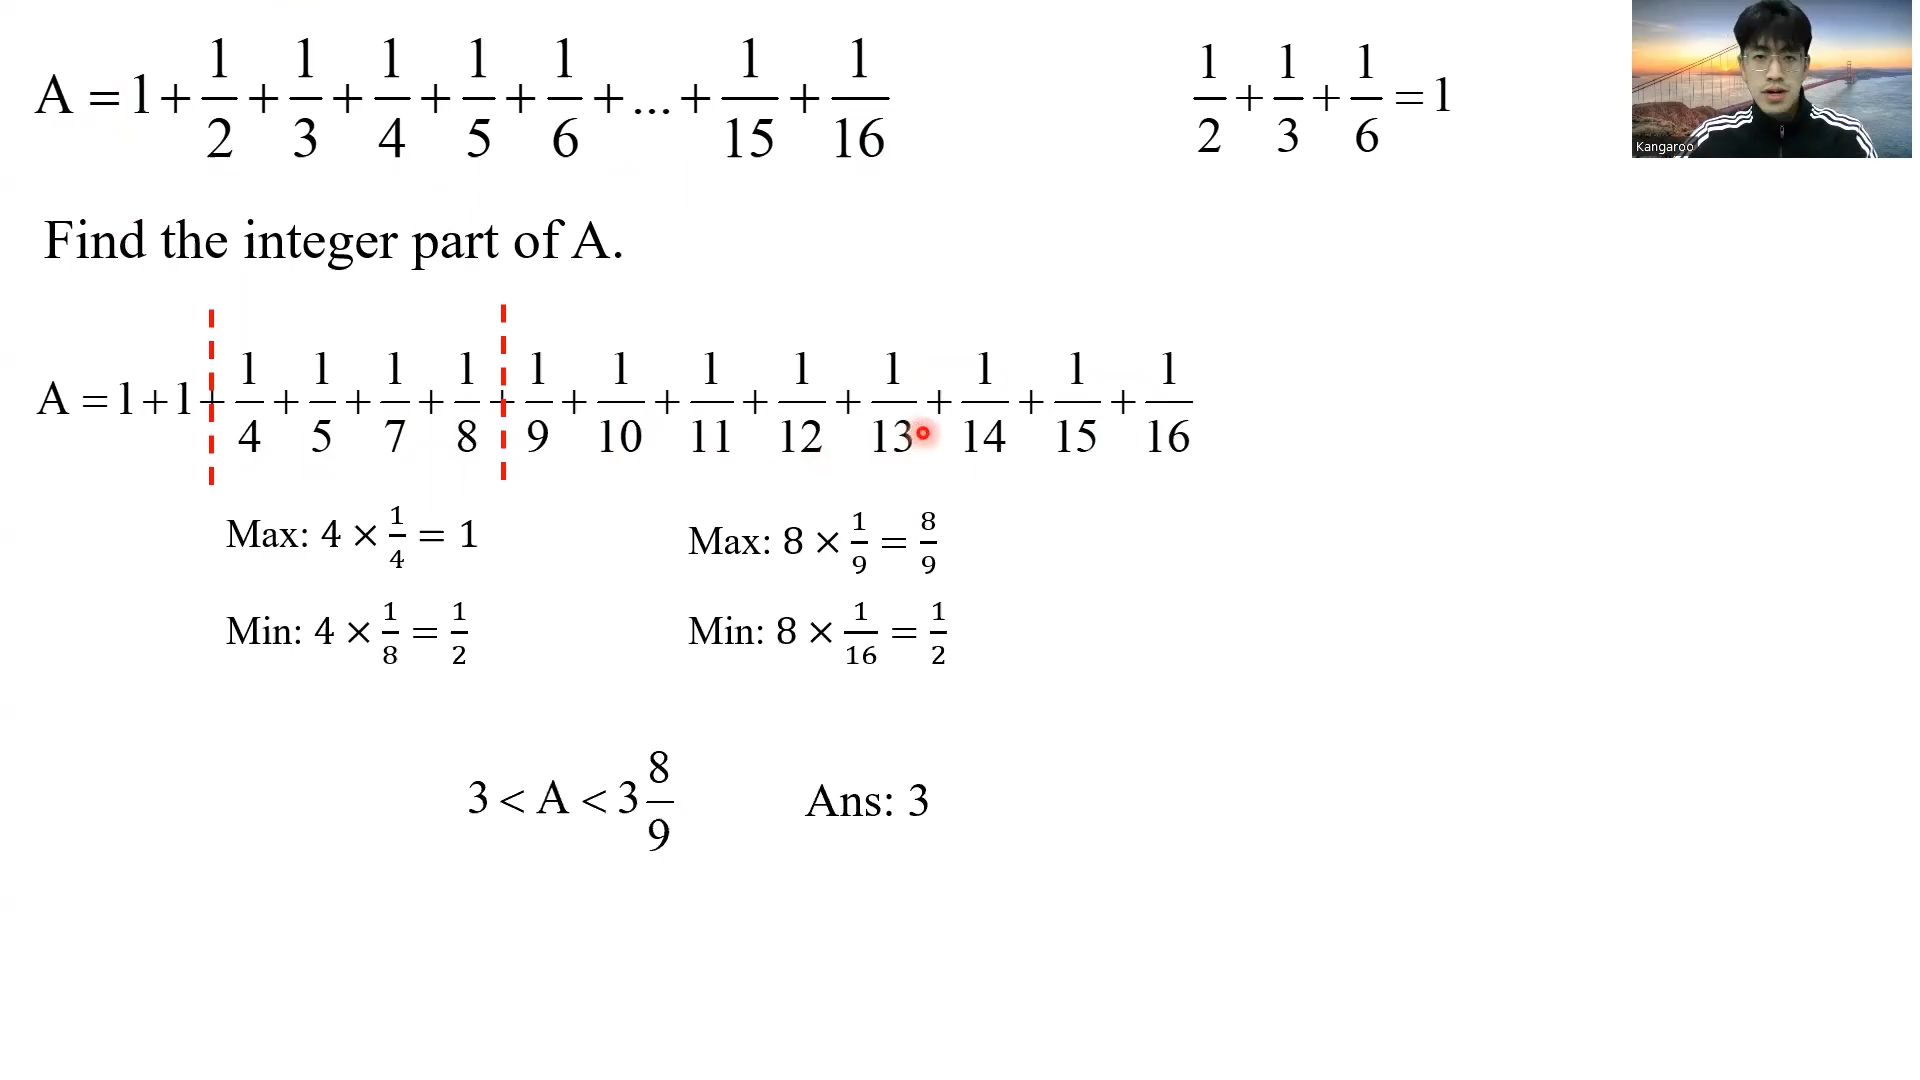 A = 1 + 1/2 + 1/3 + 1/4 + 1/5 + 1/6 + ... + 1/15 + 1/16
1/2 + 1/3 + 1/6 = 1
Kangaroo
Find the integer part of A.
A = 1 + 1 + 1/4 + 1/5 + 1/7 + 1/8 + 1/9 + 1/10 + 1/11 + 1/12 + 1/13 + 1/14 + 1/15 + 1/16
Max: 4 × 1/4 = 1
Max: 8 × 1/9 = 8/9
Min: 4 × 1/8 = 1/2
Min: 8 × 1/16 = 1/2
3 < A < 3 8/9
Ans: 3